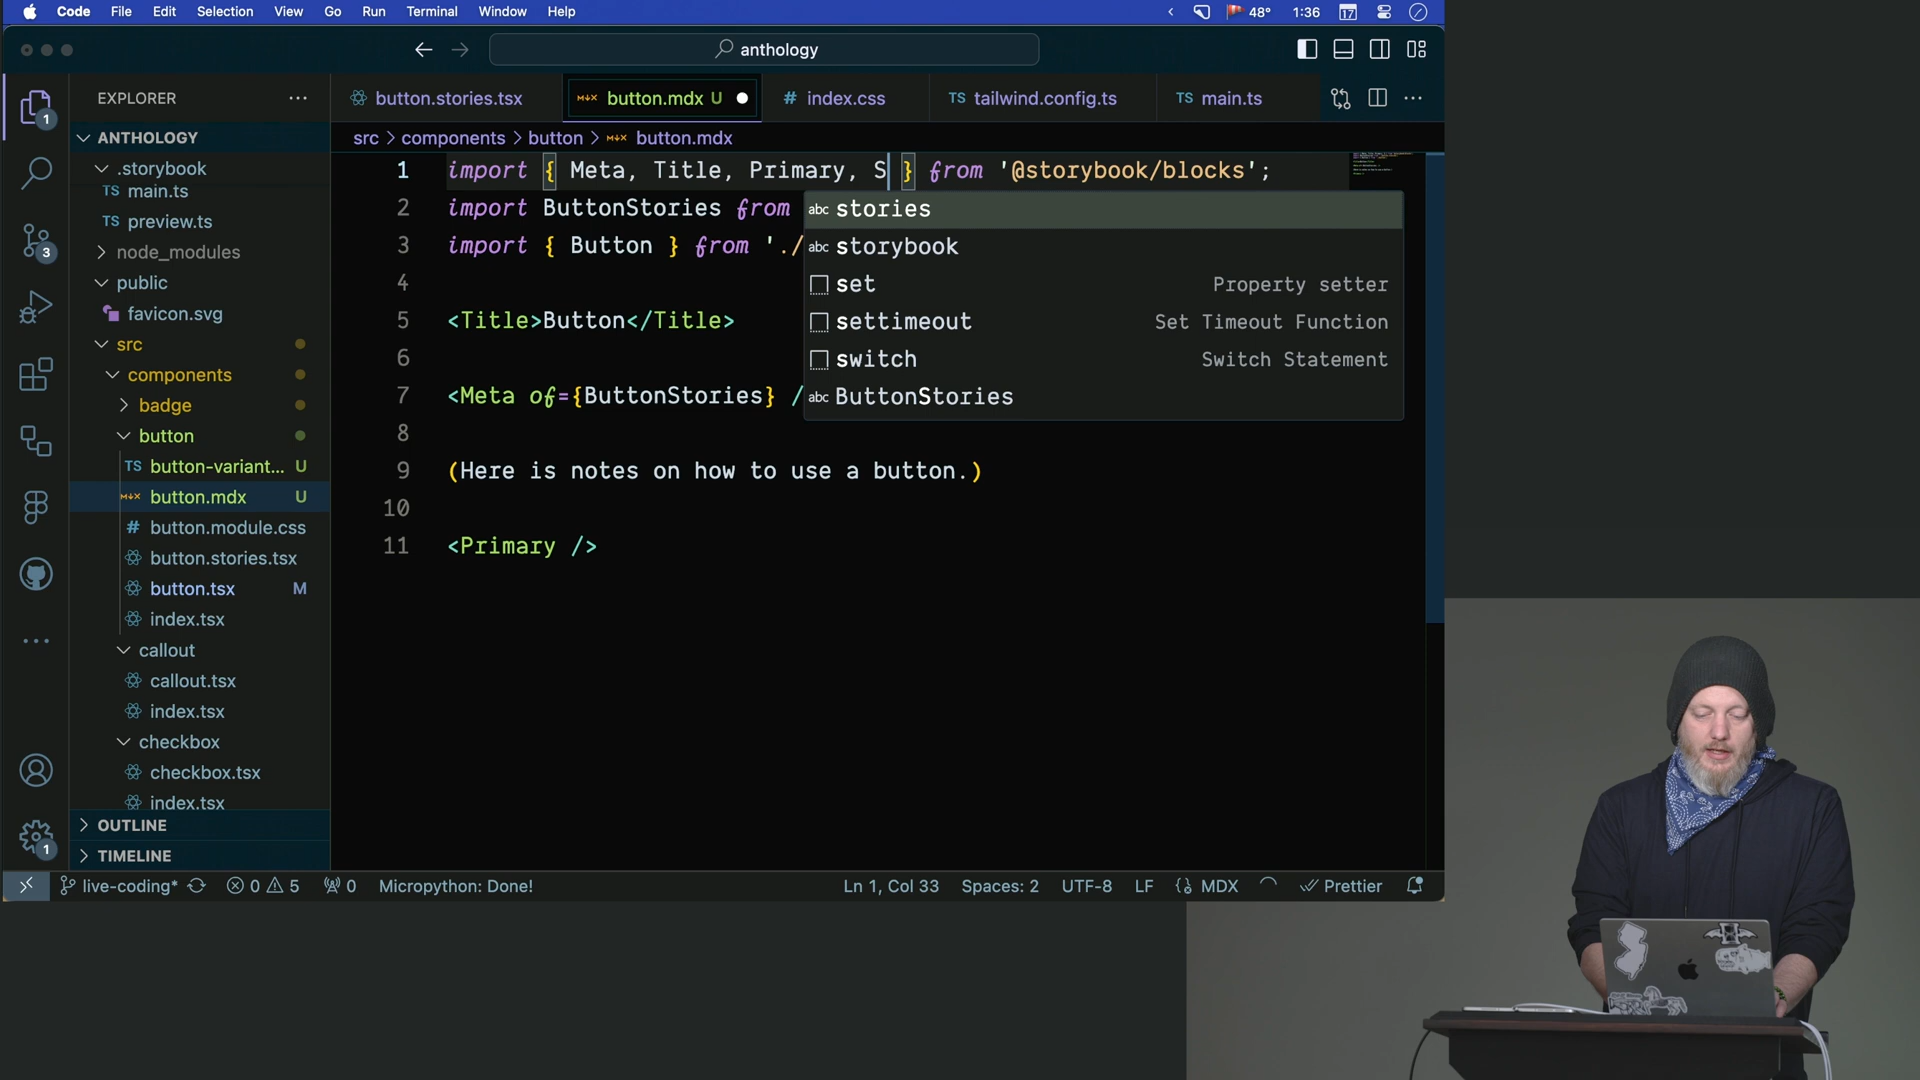 Code File Edit Selection View Go Run Terminal Window Help
48° 1:36 17
anthology
EXPLORER
button.stories.tsx
button.mdx U
# index.css
TS tailwind.config.ts
TS main.ts
ANTHOLOGY
src > components > button > button.mdx
.storybook
TS main.ts
TS preview.ts
node_modules
public
favicon.svg
src
components
badge
button
TS button-variant... U
button.mdx U
# button.module.css
button.stories.tsx
button.tsx M
index.tsx
callout
callout.tsx
index.tsx
checkbox
checkbox.tsx
index.tsx
OUTLINE
TIMELINE
1
3
1
1 import { Meta, Title, Primary, S } from '@storybook/blocks';
2 import ButtonStories from
3 import { Button } from './
4
5 <Title>Button</Title>
6
7 <Meta of={ButtonStories} /
8
9 (Here is notes on how to use a button.)
10
11 <Primary />
abc stories
abc storybook
set Property setter
settimeout Set Timeout Function
switch Switch Statement
abc ButtonStories
live-coding* 0 5 0 Micropython: Done!
Ln 1, Col 33 Spaces: 2 UTF-8 LF MDX Prettier